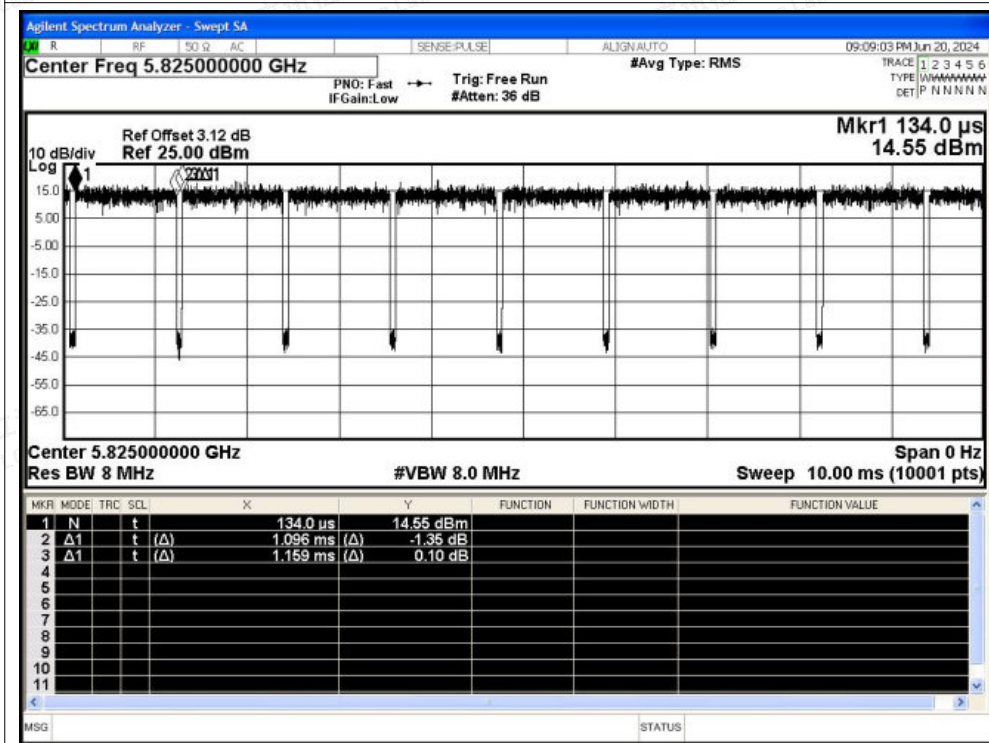 Agilent Spectrum Analyzer - Swept SA
LXI R RF 50 Ω AC SENSE:PULSE ALIGN AUTO 09:09:03 PM Jun 20, 2024
Center Freq 5.825000000 GHz #Avg Type: RMS TRACE 1 2 3 4 5 6
PNO: Fast Trig: Free Run TYPE WWWWWW
IFGain:Low #Atten: 36 dB DET P N N N N N
Mkr1 134.0 µs
14.55 dBm
Ref Offset 3.12 dB
10 dB/div Ref 25.00 dBm
Log
1
15.0
5.00
-5.00
-15.0
-25.0
-35.0
-45.0
-55.0
-65.0
Center 5.825000000 GHz Span 0 Hz
Res BW 8 MHz #VBW 8.0 MHz Sweep 10.00 ms (10001 pts)
MKR MODE TRC SCL X Y FUNCTION FUNCTION WIDTH FUNCTION VALUE
1 N t 134.0 µs 14.55 dBm
2 Δ1 t (Δ) 1.096 ms (Δ) -1.35 dB
3 Δ1 t (Δ) 1.159 ms (Δ) 0.10 dB
4
5
6
7
8
9
10
11
MSG STATUS